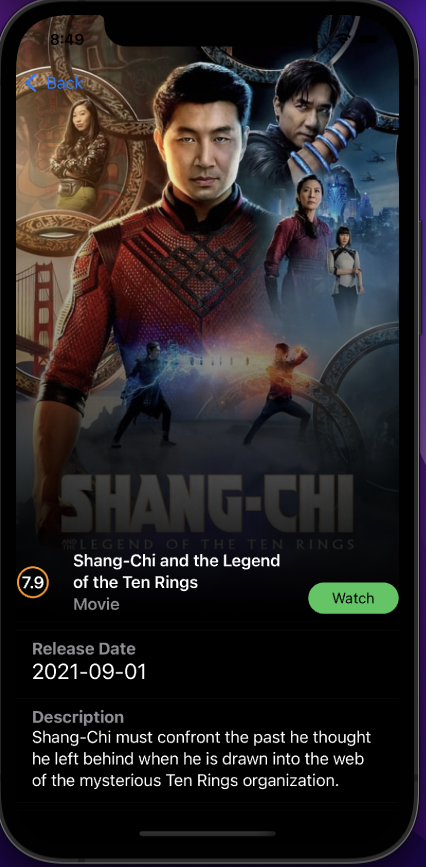 8:49
Back
SHANG-CHI
AND THE LEGEND OF THE TEN RINGS
7.9
Shang-Chi and the Legend
of the Ten Rings
Movie
Watch
Release Date
2021-09-01
Description
Shang-Chi must confront the past he thought
he left behind when he is drawn into the web
of the mysterious Ten Rings organization.